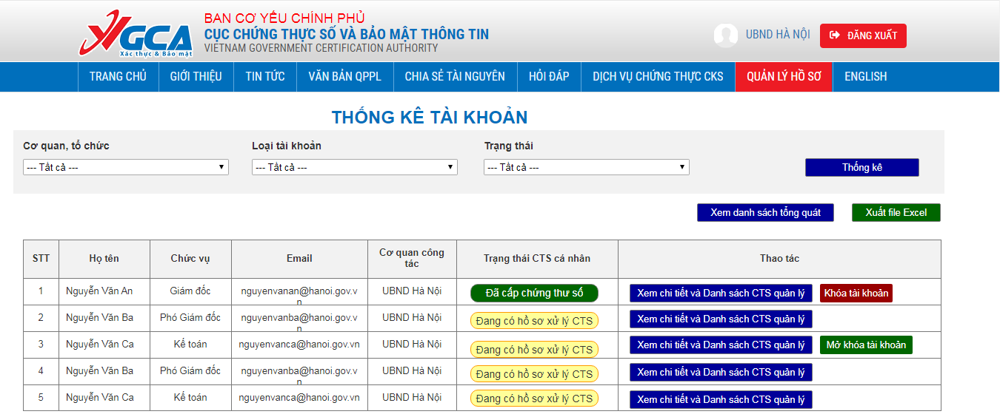 VGCA
Xác thực & Bảo mật
BAN CƠ YẾU CHÍNH PHỦ
CỤC CHỨNG THỰC SỐ VÀ BẢO MẬT THÔNG TIN
VIETNAM GOVERNMENT CERTIFICATION AUTHORITY
UBND HÀ NỘI ĐĂNG XUẤT
TRANG CHỦ GIỚI THIỆU TIN TỨC VĂN BẢN QPPL CHIA SẺ TÀI NGUYÊN HỎI ĐÁP DỊCH VỤ CHỨNG THỰC CKS QUẢN LÝ HỒ SƠ ENGLISH
THỐNG KÊ TÀI KHOẢN
Cơ quan, tổ chức Loại tài khoản Trạng thái
--- Tất cả --- --- Tất cả --- --- Tất cả --- Thống kê
Xem danh sách tổng quát Xuất file Excel
STT Họ tên Chức vụ Email Cơ quan công tác Trạng thái CTS cá nhân Thao tác
1 Nguyễn Văn An Giám đốc nguyenvanan@hanoi.gov.vn UBND Hà Nội Đã cấp chứng thư số Xem chi tiết và Danh sách CTS quản lý Khóa tài khoản
2 Nguyễn Văn Ba Phó Giám đốc nguyenvanba@hanoi.gov.vn UBND Hà Nội Đang có hồ sơ xử lý CTS Xem chi tiết và Danh sách CTS quản lý
3 Nguyễn Văn Ca Kế toán nguyenvanca@hanoi.gov.vn UBND Hà Nội Đang có hồ sơ xử lý CTS Xem chi tiết và Danh sách CTS quản lý Mở khóa tài khoản
4 Nguyễn Văn Ba Phó Giám đốc nguyenvanba@hanoi.gov.vn UBND Hà Nội Đang có hồ sơ xử lý CTS Xem chi tiết và Danh sách CTS quản lý
5 Nguyễn Văn Ca Kế toán nguyenvanca@hanoi.gov.vn UBND Hà Nội Đang có hồ sơ xử lý CTS Xem chi tiết và Danh sách CTS quản lý